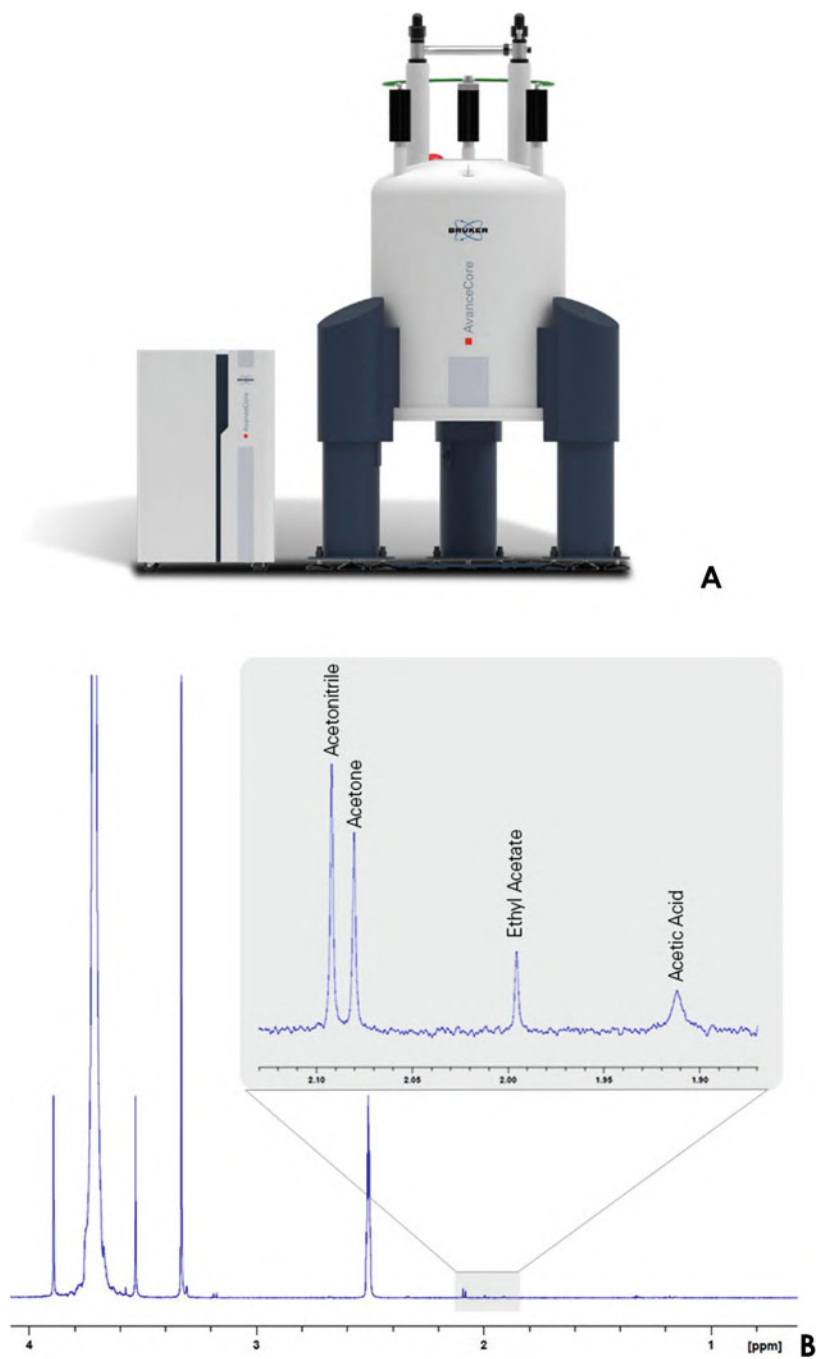 BRUKER
AvanceCore
BRUKER
AvanceCore
A
Acetonitrile
Acetone
Ethyl Acetate
Acetic Acid
2.10 2.05 2.00 1.95 1.90
4 3 2 1 [ppm]
B